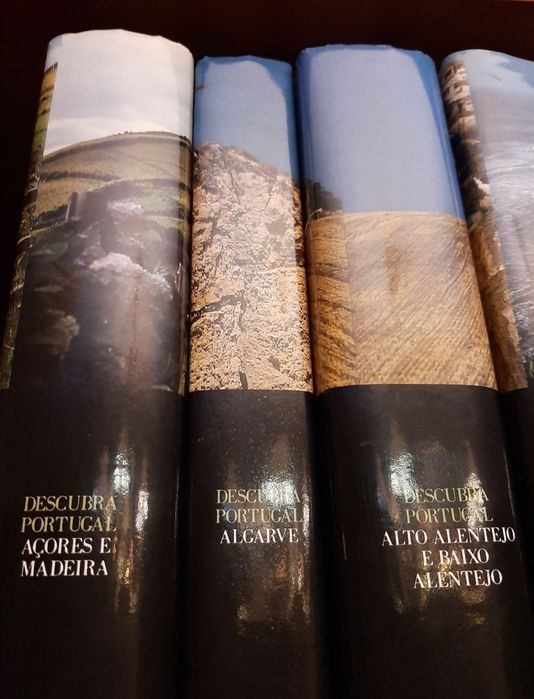 DESCUBRA
PORTUGAL
AÇORES E
MADEIRA
DESCUBRA
PORTUGAL
ALGARVE
DESCUBRA
PORTUGAL
ALTO ALENTEJO
E BAIXO
ALENTEJO